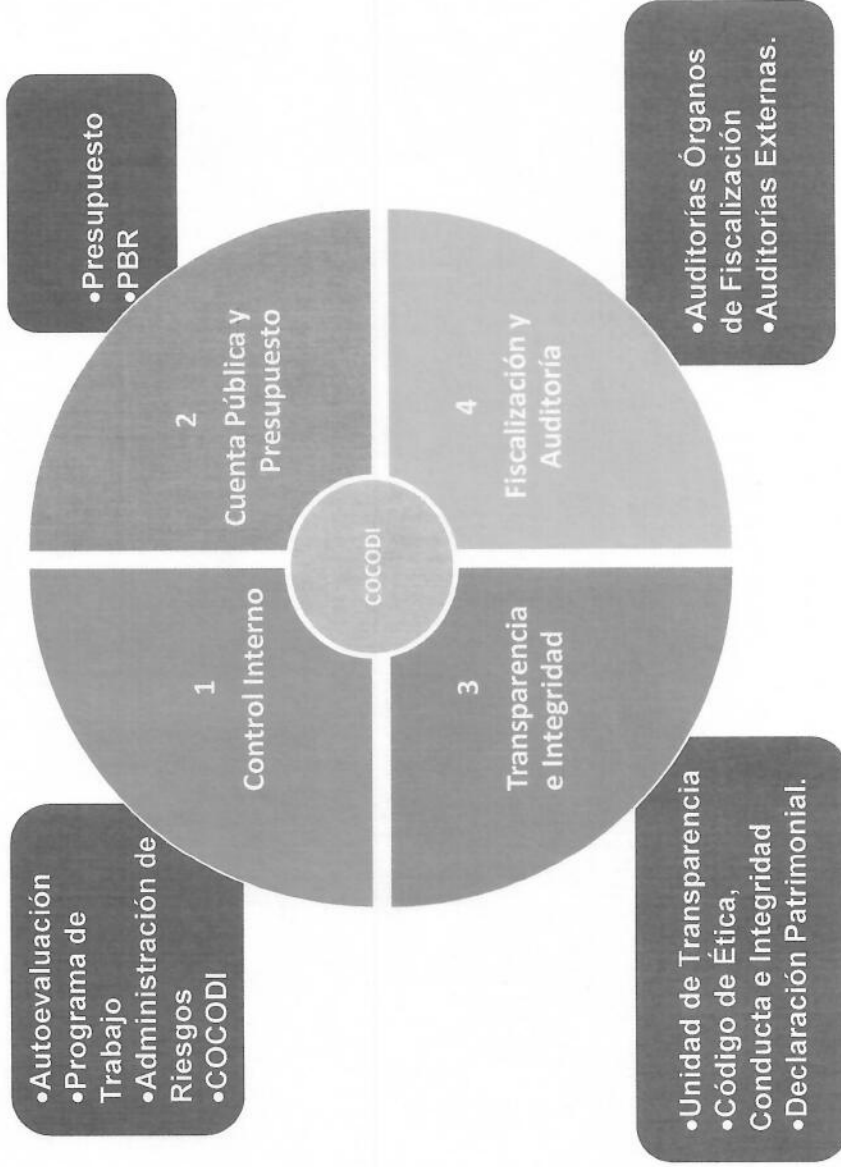 •Autoevaluación
•Programa de
Trabajo
•Administración de
Riesgos
•COCODI
•Presupuesto
•PBR
1
Control Interno
2
Cuenta Pública y
Presupuesto
COCODI
3
Transparencia
e Integridad
4
Fiscalización y
Auditoría
•Unidad de Transparencia
•Código de Ética,
Conducta e Integridad
•Declaración Patrimonial.
•Auditorías Órganos
de Fiscalización
•Auditorías Externas.